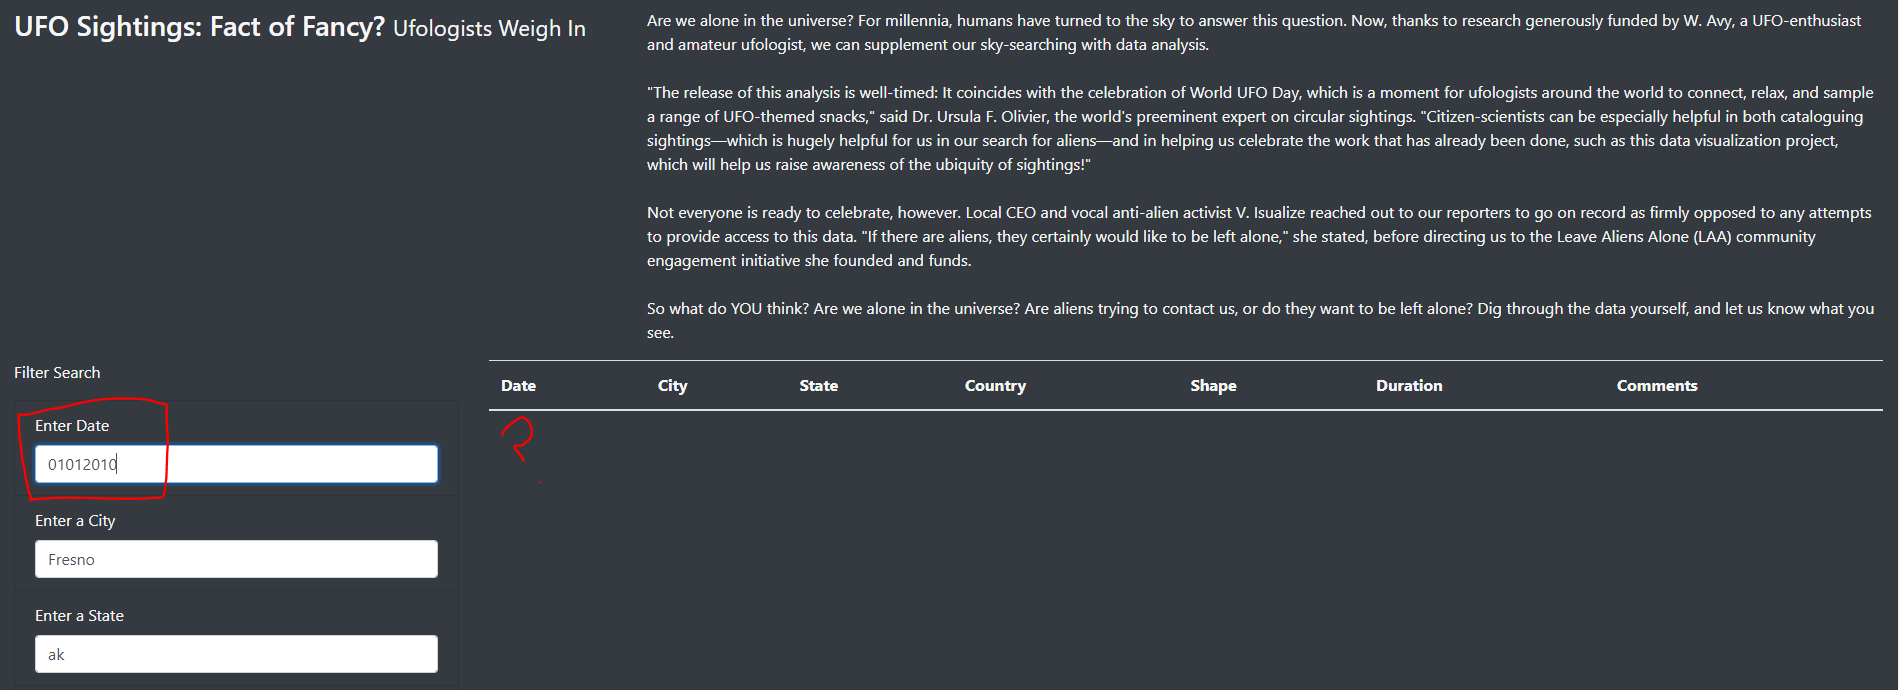 UFO Sightings: Fact of Fancy? Ufologists Weigh In
Are we alone in the universe? For millennia, humans have turned to the sky to answer this question. Now, thanks to research generously funded by W. Avy, a UFO-enthusiast
and amateur ufologist, we can supplement our sky-searching with data analysis.
"The release of this analysis is well-timed: It coincides with the celebration of World UFO Day, which is a moment for ufologists around the world to connect, relax, and sample
a range of UFO-themed snacks," said Dr. Ursula F. Olivier, the world's preeminent expert on circular sightings. "Citizen-scientists can be especially helpful in both cataloguing
sightings—which is hugely helpful for us in our search for aliens—and in helping us celebrate the work that has already been done, such as this data visualization project,
which will help us raise awareness of the ubiquity of sightings!"
Not everyone is ready to celebrate, however. Local CEO and vocal anti-alien activist V. Isualize reached out to our reporters to go on record as firmly opposed to any attempts
to provide access to this data. "If there are aliens, they certainly would like to be left alone," she stated, before directing us to the Leave Aliens Alone (LAA) community
engagement initiative she founded and funds.
So what do YOU think? Are we alone in the universe? Are aliens trying to contact us, or do they want to be left alone? Dig through the data yourself, and let us know what you
see.
Filter Search
Date City State Country Shape Duration Comments
Enter Date
01012010
?
Enter a City
Fresno
Enter a State
ak